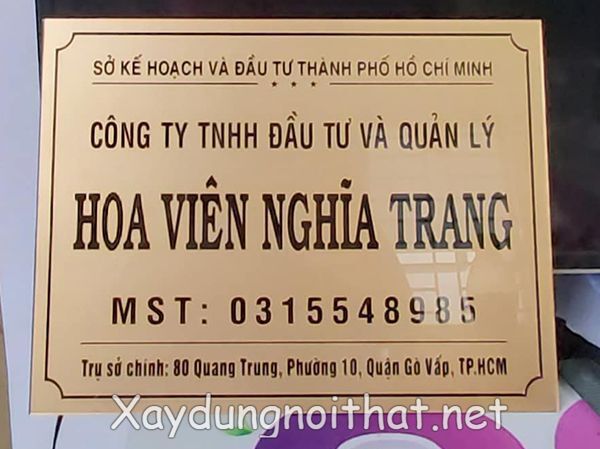 SỞ KẾ HOẠCH VÀ ĐẦU TƯ THÀNH PHỐ HỒ CHÍ MINH
CÔNG TY TNHH ĐẦU TƯ VÀ QUẢN LÝ
HOA VIÊN NGHĨA TRANG
MST: 0315548985
Trụ sở chính: 80 Quang Trung, Phường 10, Quận Gò Vấp, TP.HCM
Xaydungnoithat.net